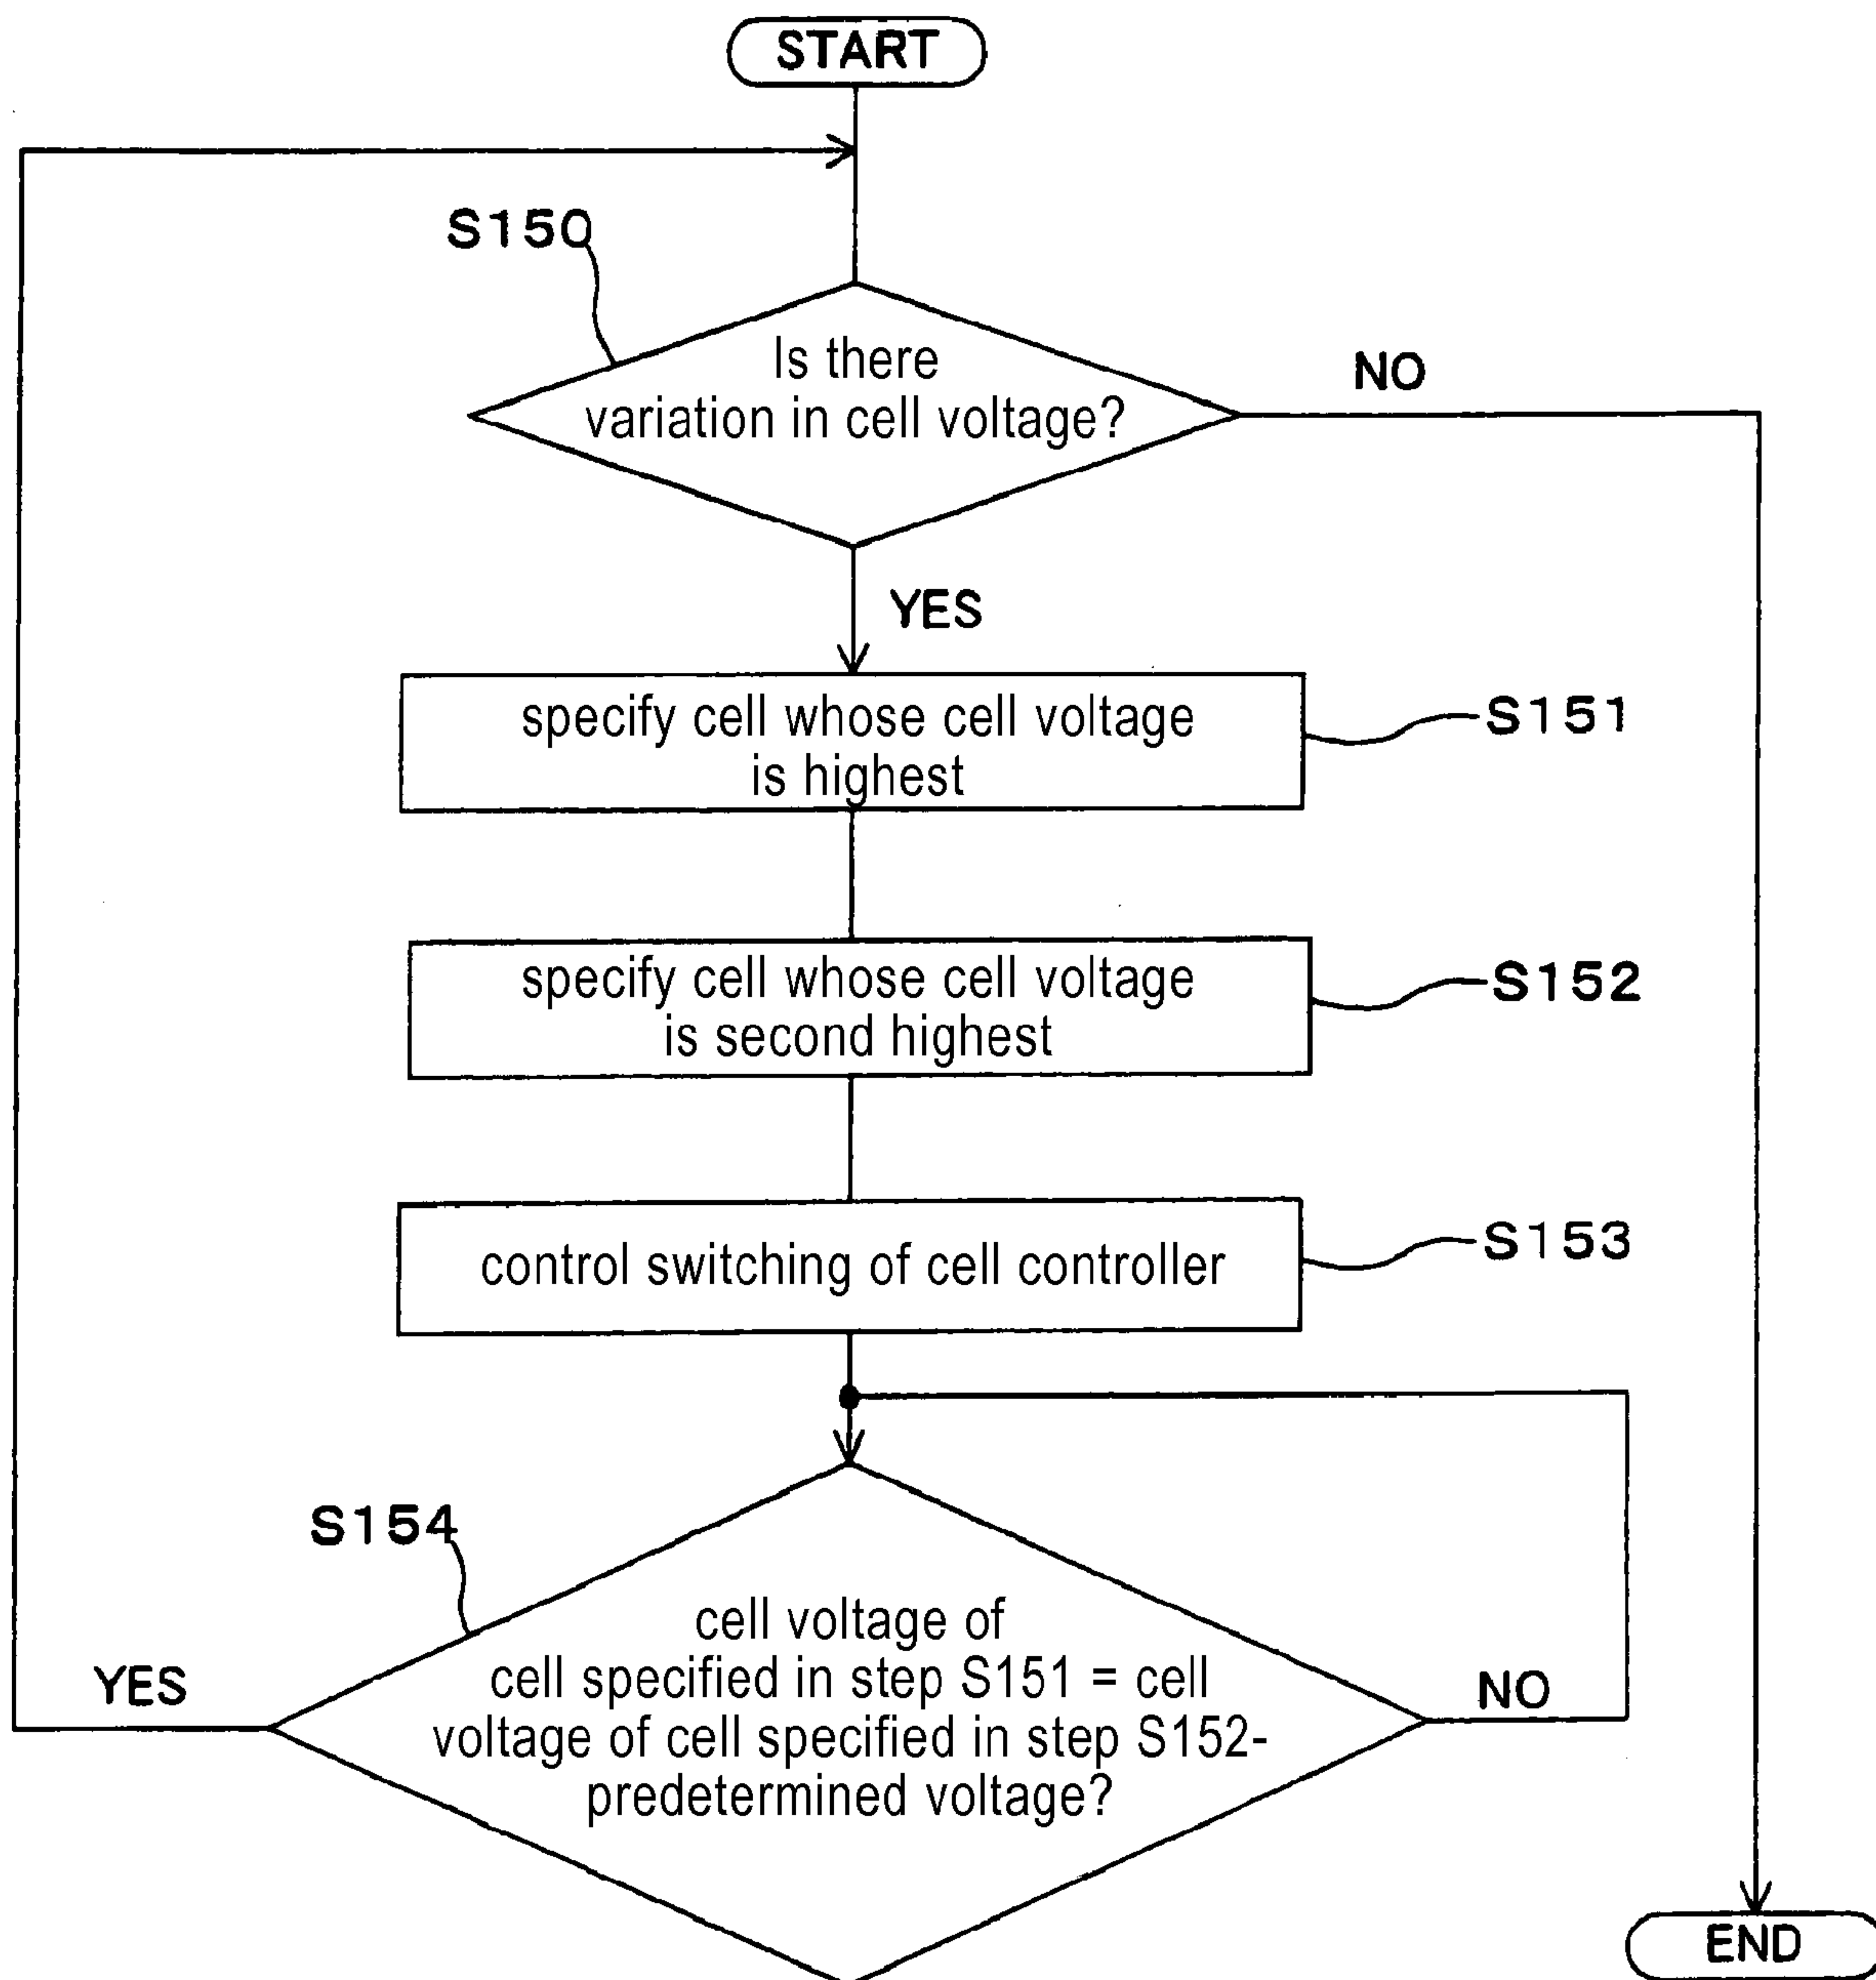 START
S150
Is there
variation in cell voltage?
NO
YES
specify cell whose cell voltage
is highest
S151
specify cell whose cell voltage
is second highest
S152
control switching of cell controller
S153
S154
cell voltage of
cell specified in step S151 = cell
voltage of cell specified in step S152-
predetermined voltage?
YES
NO
END